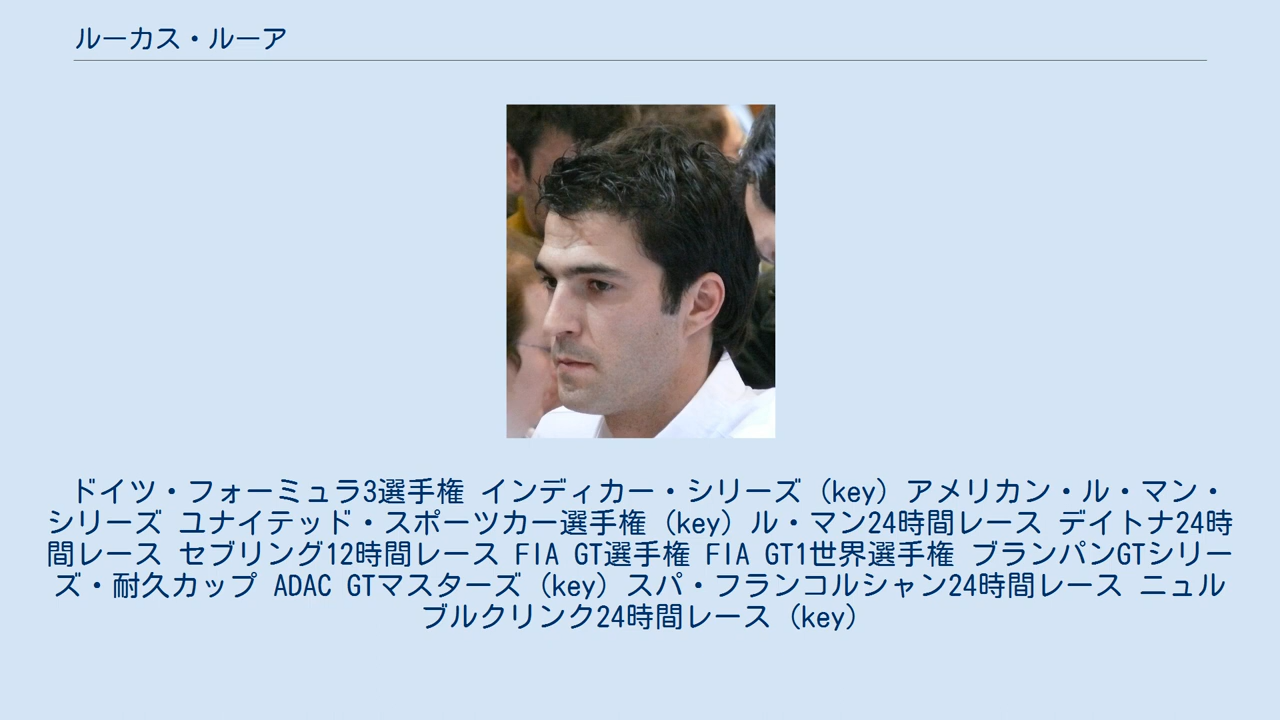 ルーカス・ルーア
ドイツ・フォーミュラ3選手権 インディカー・シリーズ（key）アメリカン・ル・マン・
シリーズ ユナイテッド・スポーツカー選手権（key）ル・マン24時間レース デイトナ24時
間レース セブリング12時間レース FIA GT選手権 FIA GT1世界選手権 ブランパンGTシリー
ズ・耐久カップ ADAC GTマスターズ（key）スパ・フランコルシャン24時間レース ニュル
ブルクリンク24時間レース（key）